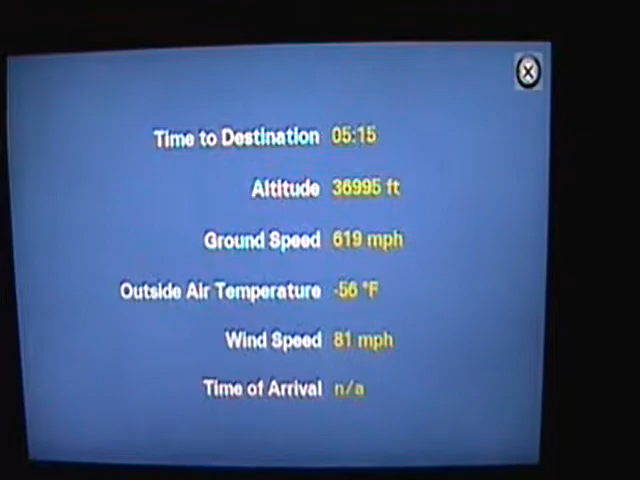 Time to Destination 05:15
Altitude 36995 ft
Ground Speed 619 mph
Outside Air Temperature -56 °F
Wind Speed 81 mph
Time of Arrival n/a